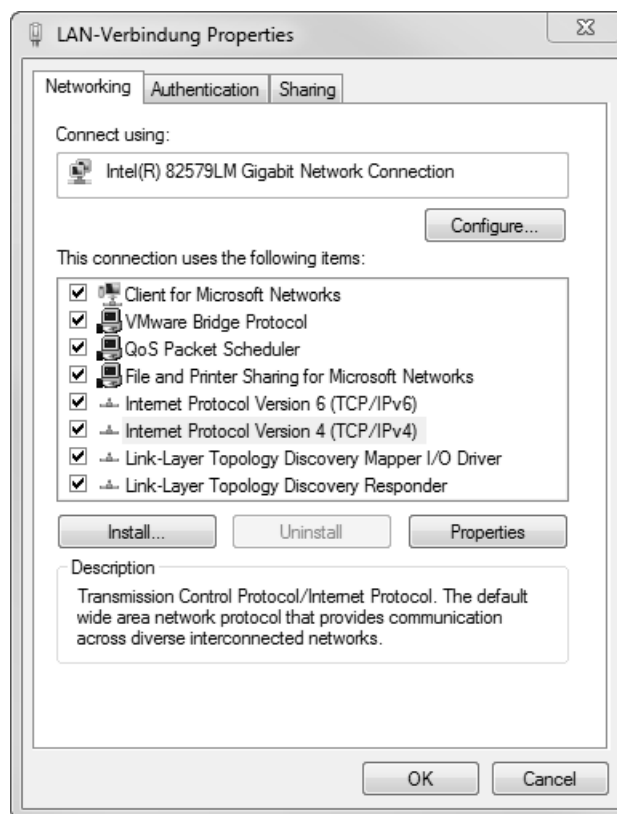 LAN-Verbindung Properties
Networking Authentication Sharing
Connect using:
Intel(R) 82579LM Gigabit Network Connection
Configure...
This connection uses the following items:
Client for Microsoft Networks
VMware Bridge Protocol
QoS Packet Scheduler
File and Printer Sharing for Microsoft Networks
Internet Protocol Version 6 (TCP/IPv6)
Internet Protocol Version 4 (TCP/IPv4)
Link-Layer Topology Discovery Mapper I/O Driver
Link-Layer Topology Discovery Responder
Install... Uninstall Properties
Description
Transmission Control Protocol/Internet Protocol. The default
wide area network protocol that provides communication
across diverse interconnected networks.
OK Cancel